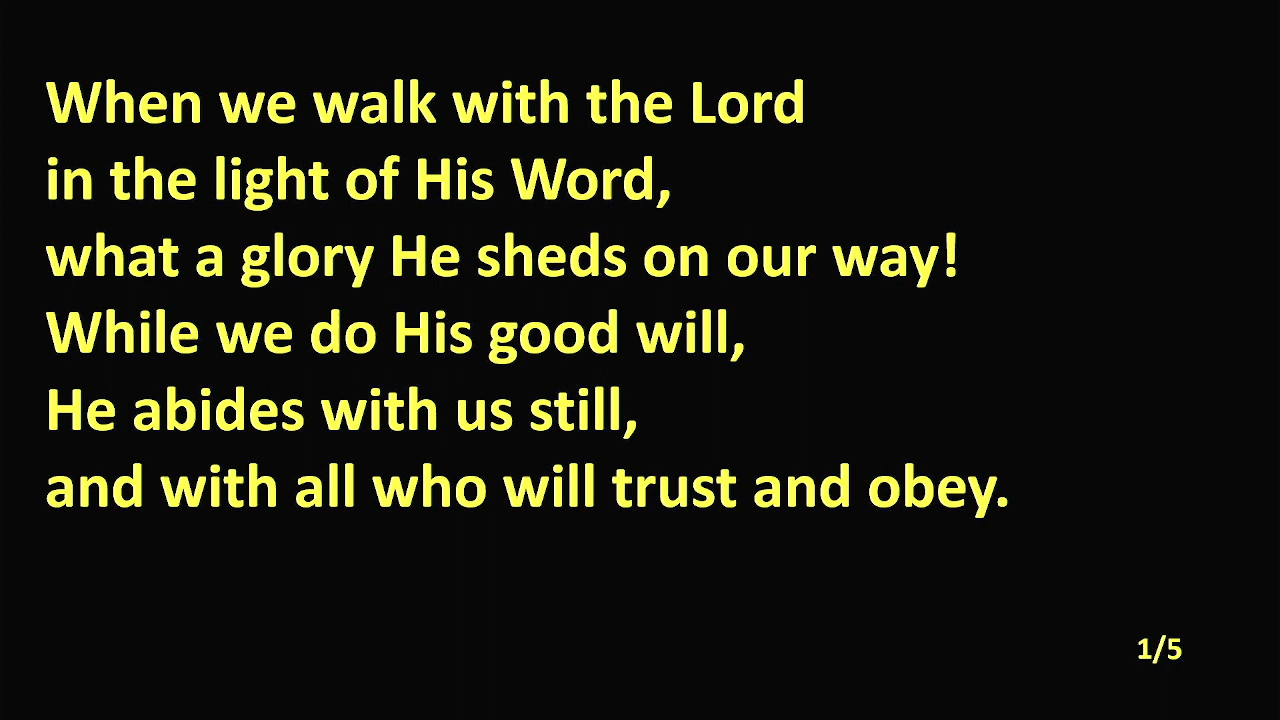 When we walk with the Lord
in the light of His Word,
what a glory He sheds on our way!
While we do His good will,
He abides with us still,
and with all who will trust and obey.
1/5